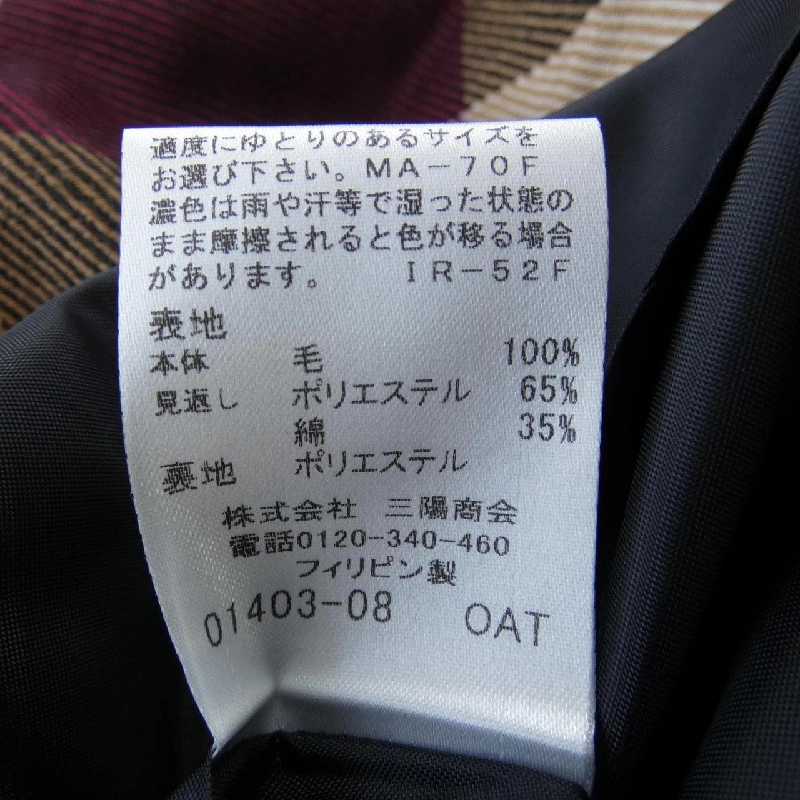 適度にゆとりのあるサイズを
お選び下さい。MA-70F
濃色は雨や汗等で湿った状態の
まま摩擦されると色が移る場合
があります。 IR-52F
表地
本体 毛 100%
見返し ポリエステル 65%
綿 35%
裏地 ポリエステル
株式会社 三陽商会
電話0120-340-460
フィリピン製
01403-08 OAT